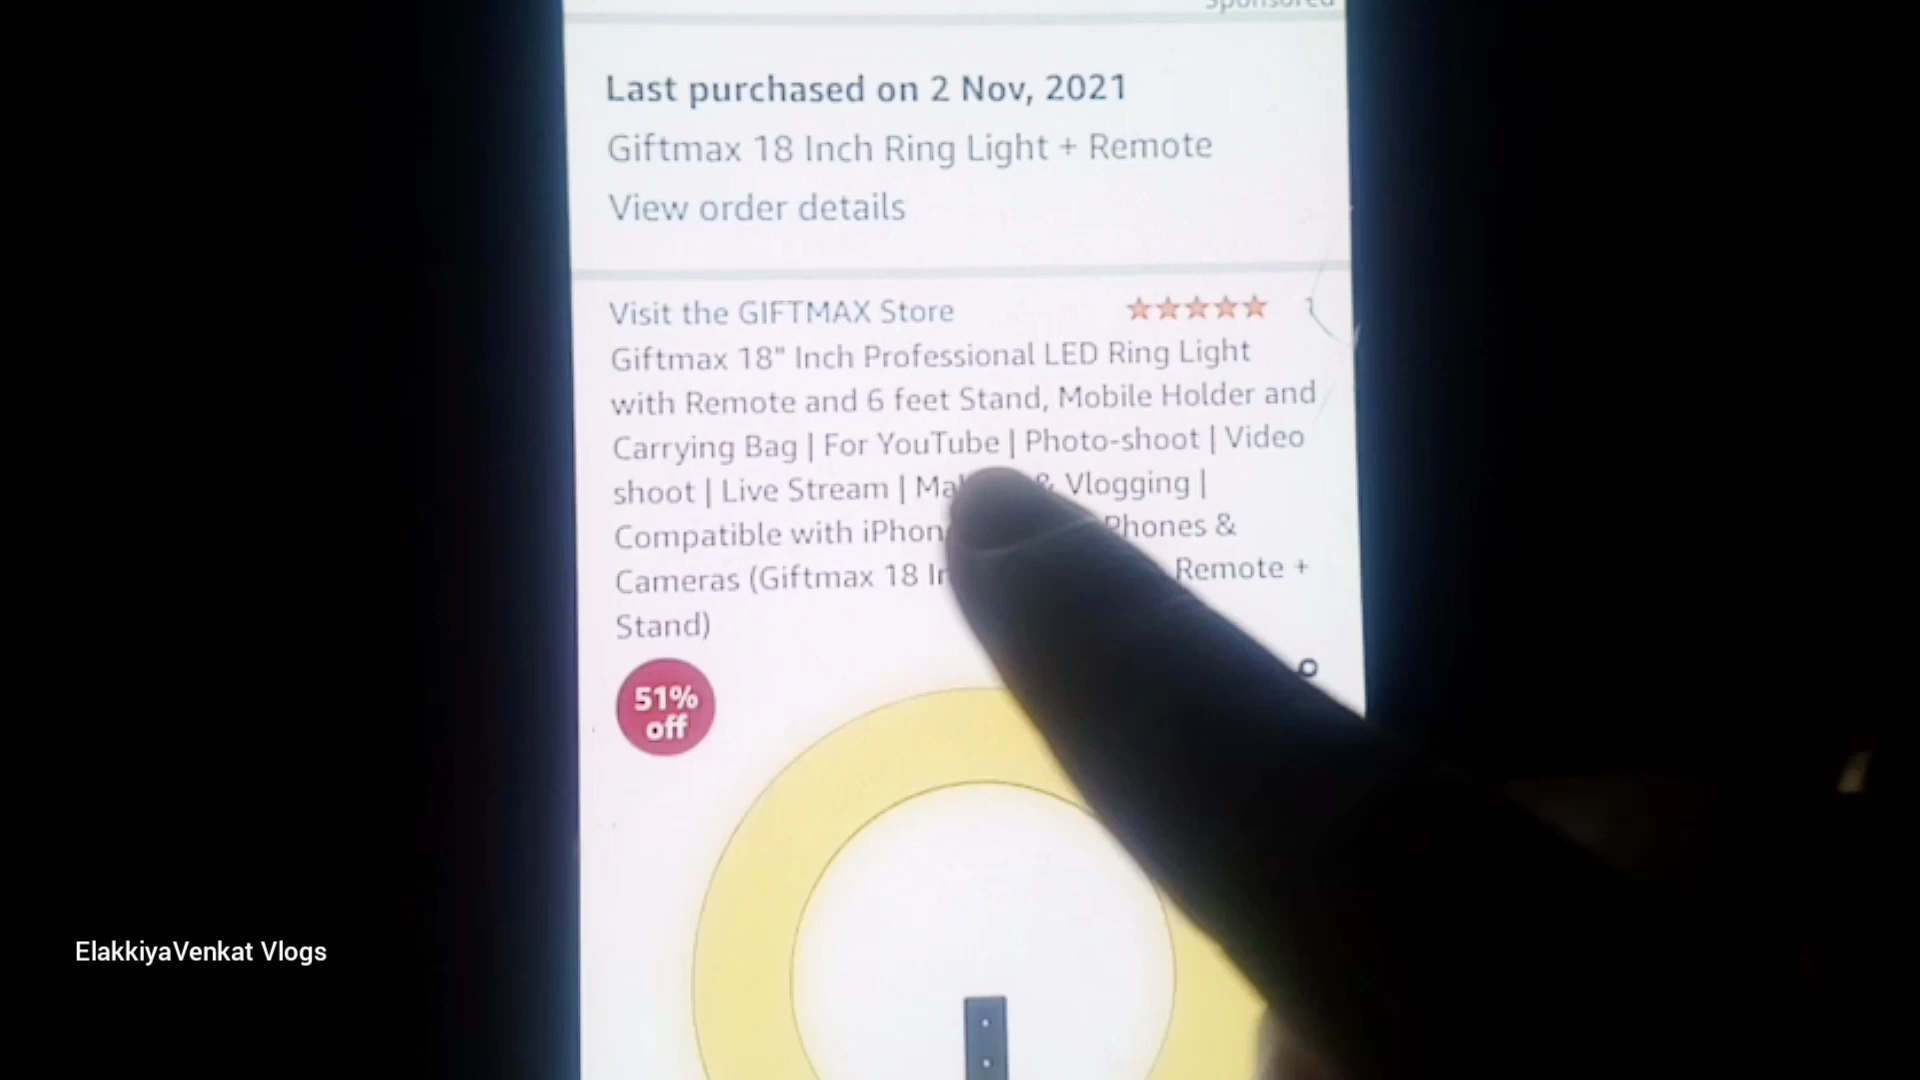 Sponsored
Last purchased on 2 Nov, 2021
Giftmax 18 Inch Ring Light + Remote
View order details
Visit the GIFTMAX Store 1
Giftmax 18" Inch Professional LED Ring Light
with Remote and 6 feet Stand, Mobile Holder and
Carrying Bag | For YouTube | Photo-shoot | Video
shoot | Live Stream | & Vlogging |
Compatible with Phones &
Cameras (Giftmax 18 Remote +
Stand)
51%
off
ElakkiyaVenkat Vlogs